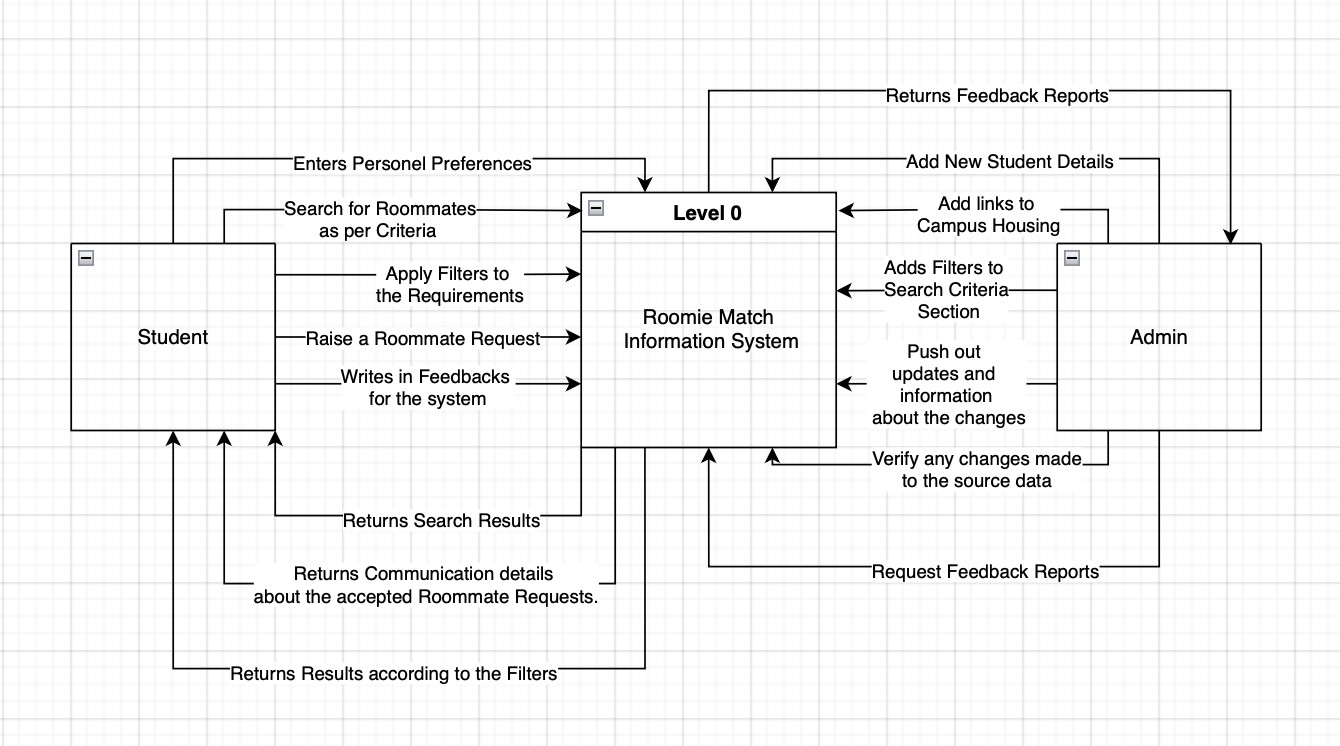 Returns Feedback Reports
Enters Personel Preferences
Add New Student Details
Search for Roommates
as per Criteria
Level 0
Add links to
Campus Housing
Apply Filters to
the Requirements
Adds Filters to
Search Criteria
Section
Student
Raise a Roommate Request
Roomie Match
Information System
Admin
Writes in Feedbacks
for the system
Push out
updates and
information
about the changes
Verify any changes made
to the source data
Returns Search Results
Returns Communication details
about the accepted Roommate Requests.
Request Feedback Reports
Returns Results according to the Filters